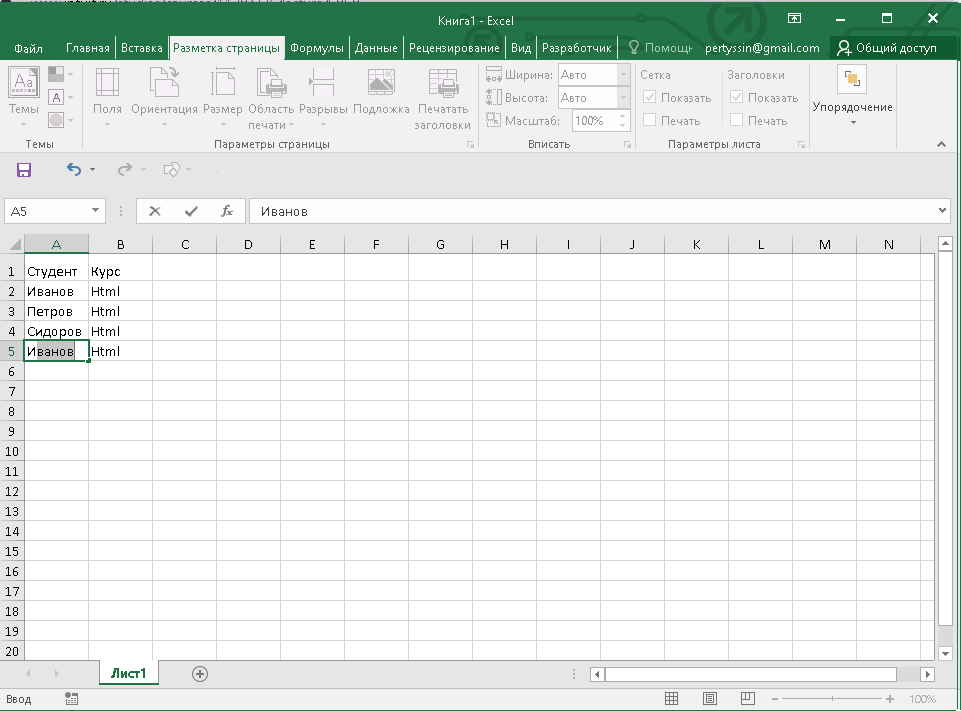 Книга1 - Excel
Файл Главная Вставка Разметка страницы Формулы Данные Рецензирование Вид Разработчик Помощь pertyssin@gmail.com Общий доступ
Aa A Ширина: Авто Сетка Заголовки
Темы Поля Ориентация Размер Область печати Разрывы Подложка Печатать заголовки Высота: Авто Показать Показать Упорядочение
Масштаб: 100% Печать Печать
Темы Параметры страницы Вписать Параметры листа
A5 fx Иванов
A B C D E F G H I J K L M N
1 Студент Курс
2 Иванов Html
3 Петров Html
4 Сидоров Html
5 Иванов Html
6
7
8
9
10
11
12
13
14
15
16
17
18
19
20
Лист1
Ввод 100%